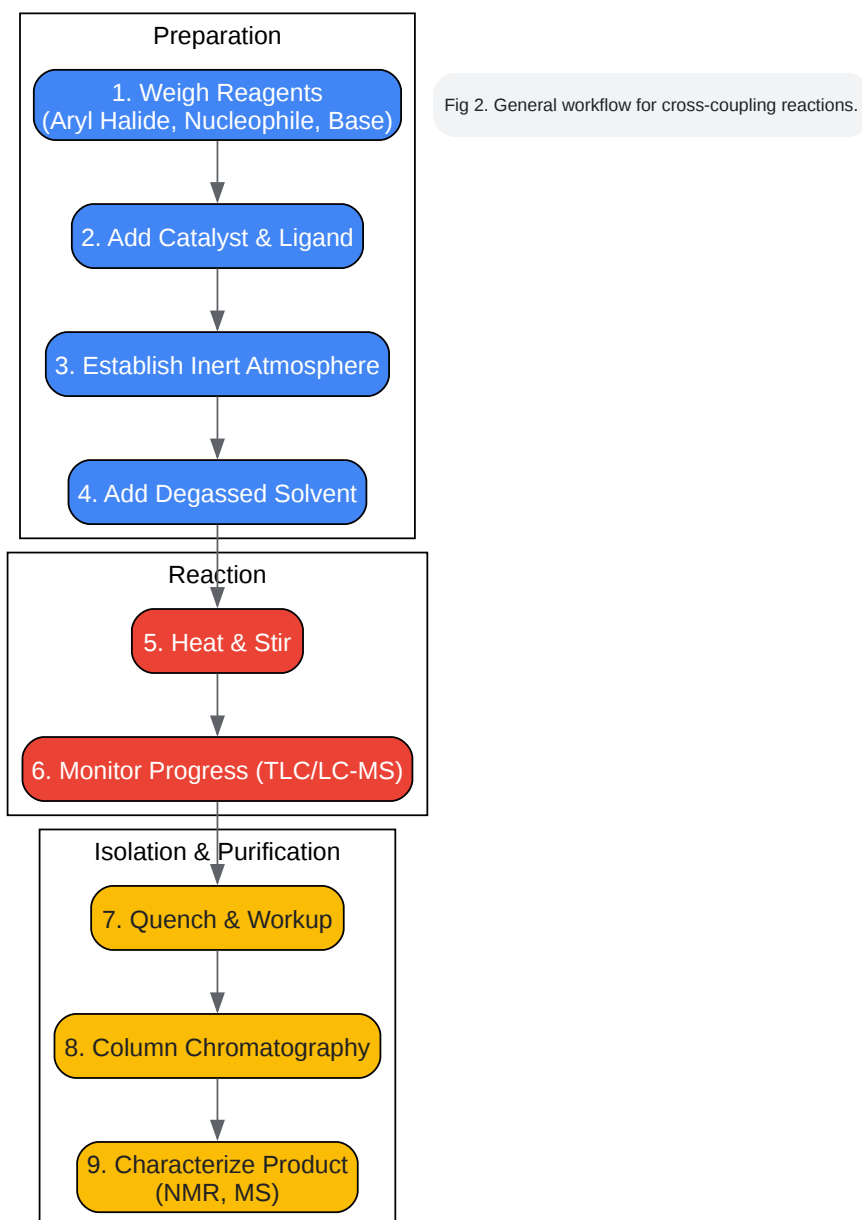 Preparation
1. Weigh Reagents
(Aryl Halide, Nucleophile, Base)
Fig 2. General workflow for cross-coupling reactions.
2. Add Catalyst & Ligand
3. Establish Inert Atmosphere
4. Add Degassed Solvent
Reaction
5. Heat & Stir
6. Monitor Progress (TLC/LC-MS)
Isolation & Purification
7. Quench & Workup
8. Column Chromatography
9. Characterize Product
(NMR, MS)